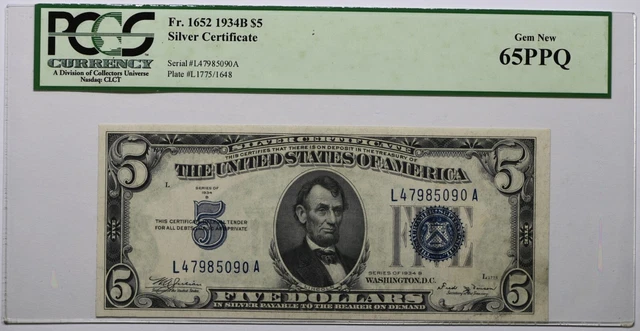 PCGS
CURRENCY
A Division of Collectors Universe
Nasdaq: CLCT
Fr. 1652 1934B $5
Silver Certificate
Serial #L47985090A
Plate #L1775/1648
Gem New
65PPQ
SILVER CERTIFICATE
THIS CERTIFIES THAT THERE IS ON DEPOSIT IN THE TREASURY OF
THE UNITED STATES OF AMERICA
5
5
L
SERIES OF
1934
B
L47985090 A
THIS CERTIFICATE IS LEGAL TENDER
FOR ALL DEBTS PUBLIC AND PRIVATE
5
FIVE
L47985090 A
SERIES OF 1934 B
WASHINGTON, D.C.
5
5
FIVE DOLLARS
IN SILVER PAYABLE TO THE BEARER ON DEMAND